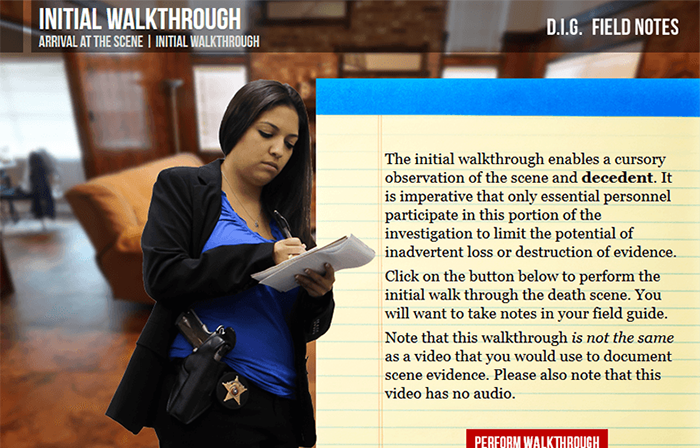 INITIAL WALKTHROUGH
ARRIVAL AT THE SCENE | INITIAL WALKTHROUGH
D.I.G. FIELD NOTES
The initial walkthrough enables a cursory
observation of the scene and decedent. It
is imperative that only essential personnel
participate in this portion of the
investigation to limit the potential of
inadvertent loss or destruction of evidence.
Click on the button below to perform the
initial walk through the death scene. You
will want to take notes in your field guide.
Note that this walkthrough is not the same
as a video that you would use to document
scene evidence. Please also note that this
video has no audio.
PERFORM WALKTHROUGH